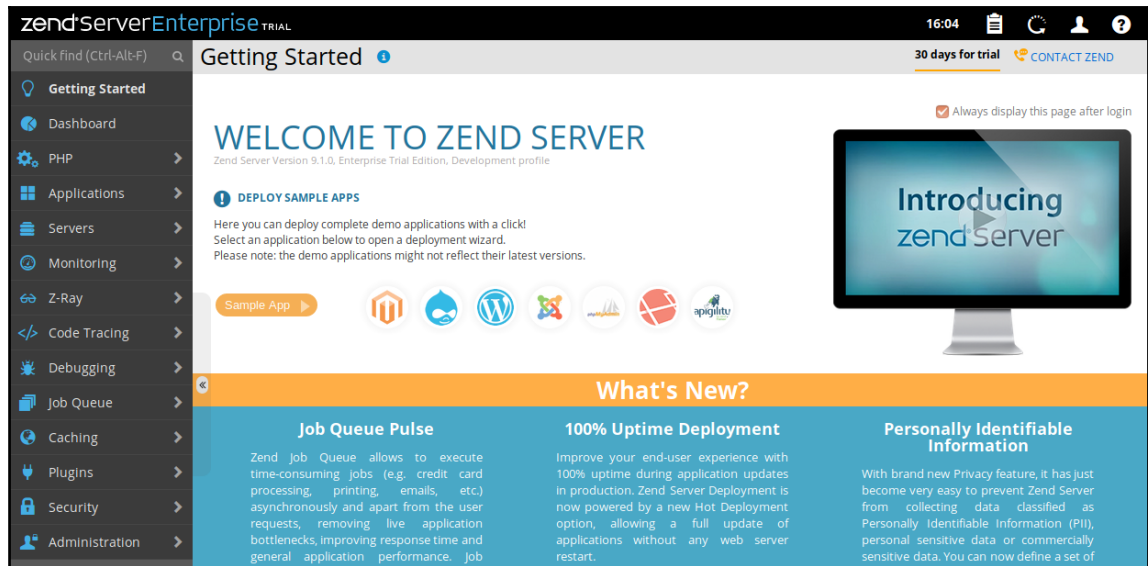 zend Server Enterprise TRIAL
16:04
Quick find (Ctrl-Alt-F)
Getting Started
Dashboard
PHP
Applications
Servers
Monitoring
Z-Ray
Code Tracing
Debugging
Job Queue
Caching
Plugins
Security
Administration
Getting Started
30 days for trial
CONTACT ZEND
Always display this page after login
WELCOME TO ZEND SERVER
Zend Server Version 9.1.0, Enterprise Trial Edition, Development profile
DEPLOY SAMPLE APPS
Here you can deploy complete demo applications with a click!
Select an application below to open a deployment wizard.
Please note: the demo applications might not reflect their latest versions.
Sample App
apigility
Introducing
zend server
What's New?
Job Queue Pulse
Zend Job Queue allows to execute
time-consuming jobs (e.g. credit card
processing, printing, emails, etc.)
asynchronously and apart from the user
requests, removing live application
bottlenecks, improving response time and
general application performance. Job
100% Uptime Deployment
Improve your end-user experience with
100% uptime during application updates
in production. Zend Server Deployment is
now powered by a new Hot Deployment
option, allowing a full update of
applications without any web server
restart.
Personally Identifiable
Information
With brand new Privacy feature, it has just
become very easy to prevent Zend Server
from collecting data classified as
Personally Identifiable Information (PII),
personal sensitive data or commercially
sensitive data. You can now define a set of